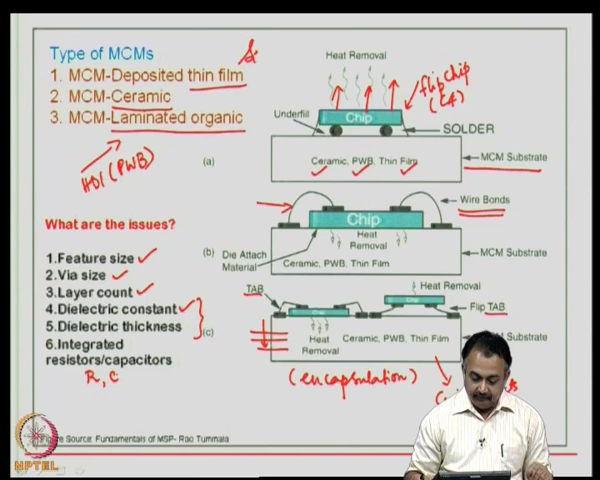 Type of MCMs
Si
1. MCM-Deposited thin film
2. MCM-Ceramic
3. MCM-Laminated organic
HDI (PWB)
What are the issues?
1.Feature size
2.Via size
3.Layer count
4.Dielectric constant
5.Dielectric thickness
6.Integrated
resistors/capacitors
R, C
Heat Removal
flip chip
(C4)
Underfill
Chip
SOLDER
(a)
Ceramic, PWB, Thin Film
MCM Substrate
Wire Bonds
Chip
Heat
Removal
(b)
Die Attach
Material
MCM Substrate
Ceramic, PWB, Thin Film
TAB
Heat Removal
Flip TAB
(c)
Heat
Removal
Ceramic, PWB, Thin Film
Substrate
(encapsulation)
Figure Source: Fundamentals of MSP- Rao Tummala
NPTEL